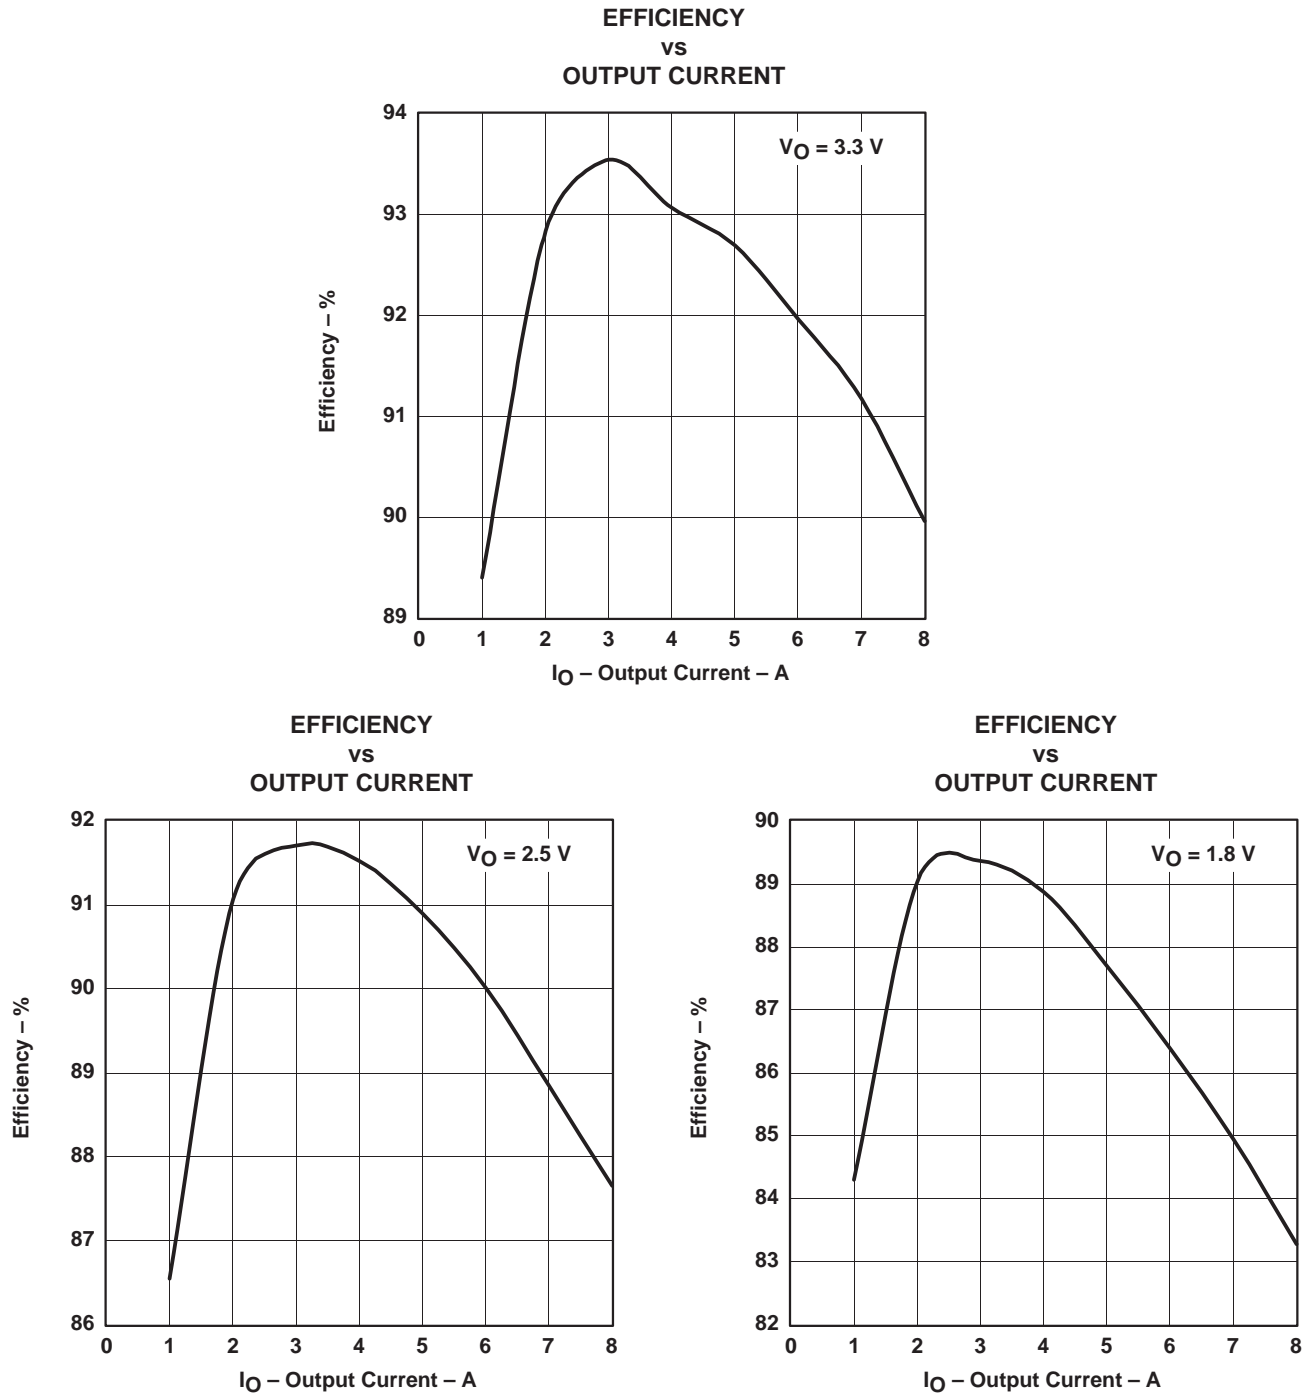 EFFICIENCY
vs
OUTPUT CURRENT
94
93
92
91
90
89
Efficiency – %
VO = 3.3 V
0 1 2 3 4 5 6 7 8
IO – Output Current – A
EFFICIENCY
vs
OUTPUT CURRENT
92
91
90
89
88
87
86
Efficiency – %
VO = 2.5 V
0 1 2 3 4 5 6 7 8
IO – Output Current – A
EFFICIENCY
vs
OUTPUT CURRENT
90
89
88
87
86
85
84
83
82
Efficiency – %
VO = 1.8 V
0 1 2 3 4 5 6 7 8
IO – Output Current – A